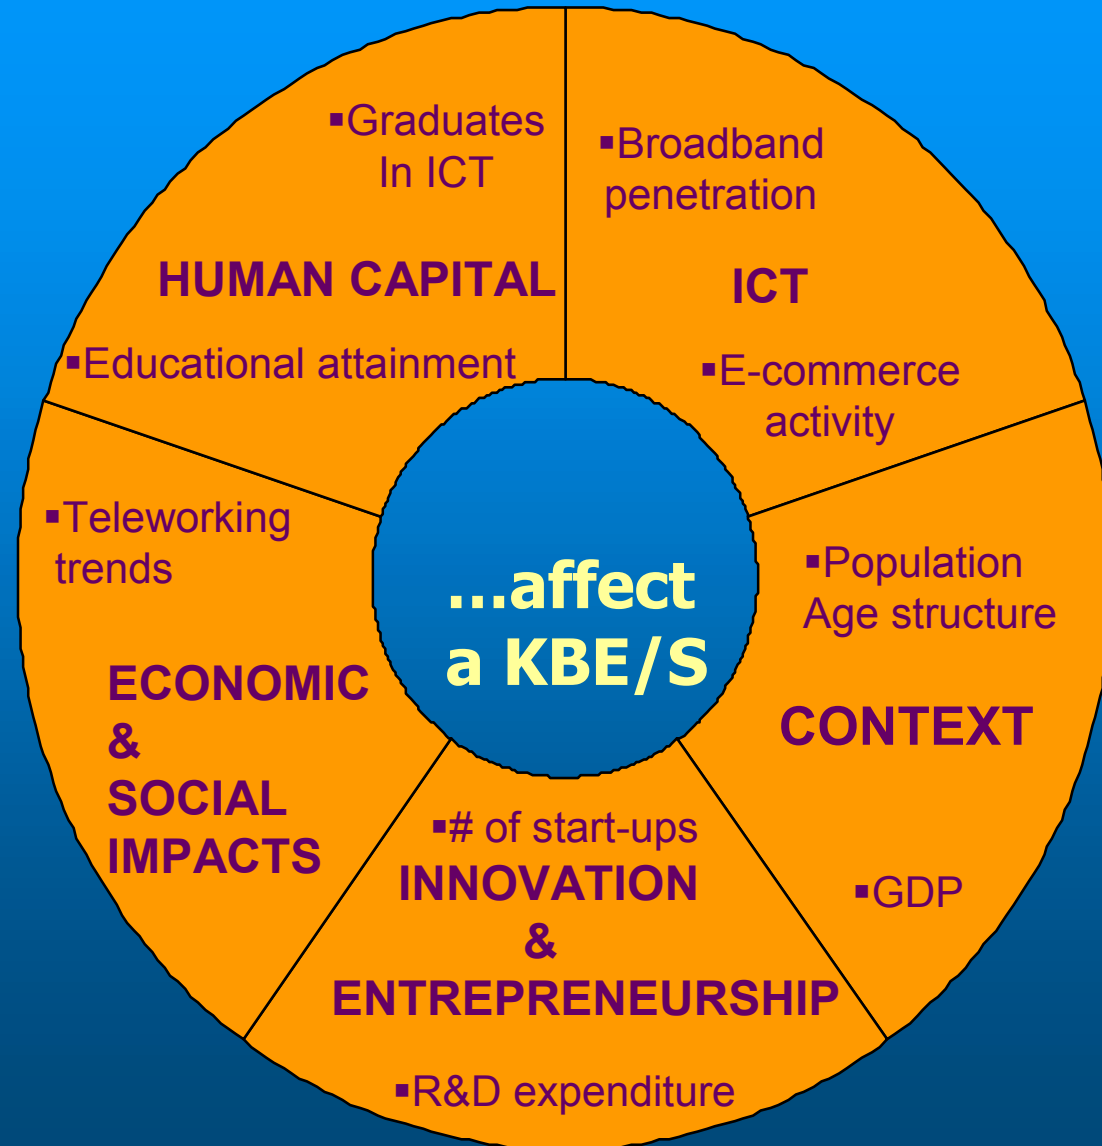 ▪Graduates
In ICT
HUMAN CAPITAL
▪Educational attainment
▪Broadband
penetration
ICT
▪E-commerce
activity
▪Population
Age structure
CONTEXT
▪GDP
▪# of start-ups
INNOVATION
&
ENTREPRENEURSHIP
▪R&D expenditure
▪Teleworking
trends
ECONOMIC
&
SOCIAL
IMPACTS
...affect
a KBE/S